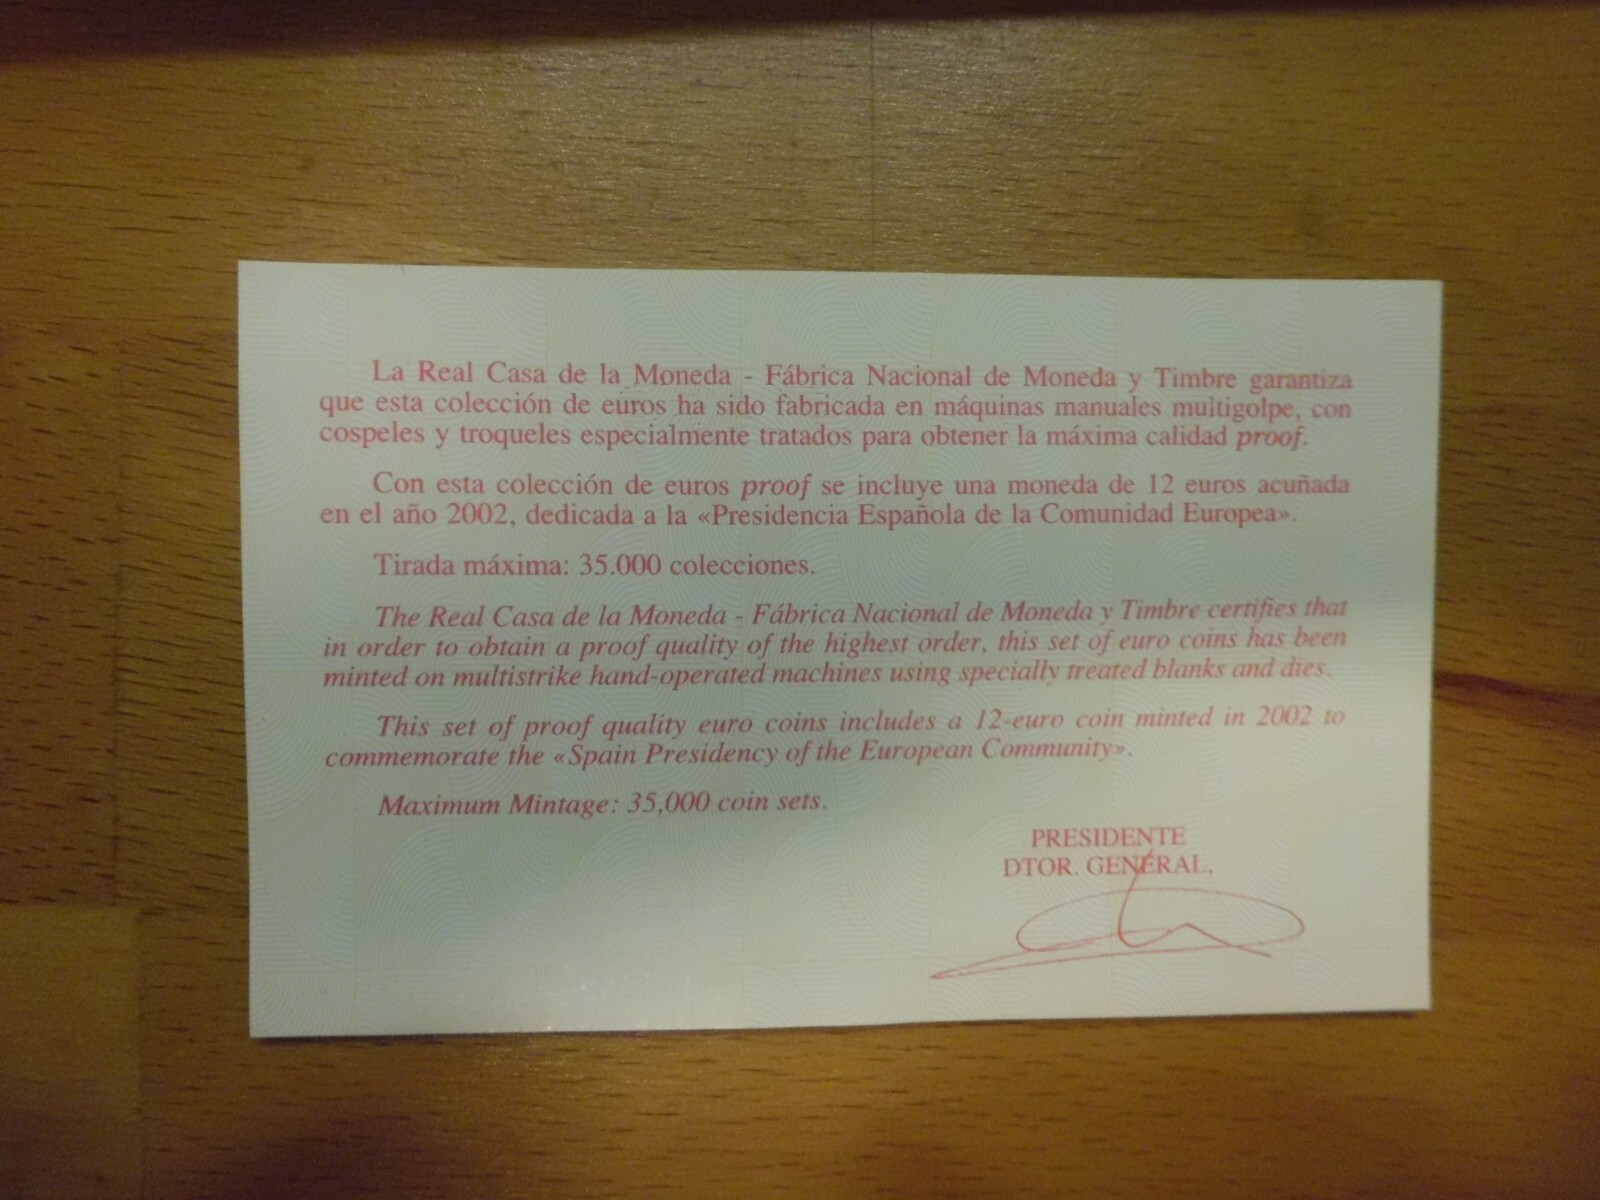 La Real Casa de la Moneda - Fábrica Nacional de Moneda y Timbre garantiza
que esta colección de euros ha sido fabricada en máquinas manuales multigolpe, con
cospeles y troqueles especialmente tratados para obtener la máxima calidad proof.
Con esta colección de euros proof se incluye una moneda de 12 euros acuñada
en el año 2002, dedicada a la «Presidencia Española de la Comunidad Europea».
Tirada máxima: 35.000 colecciones.
The Real Casa de la Moneda - Fábrica Nacional de Moneda y Timbre certifies that
in order to obtain a proof quality of the highest order, this set of euro coins has been
minted on multistrike hand-operated machines using specially treated blanks and dies.
This set of proof quality euro coins includes a 12-euro coin minted in 2002 to
commemorate the «Spain Presidency of the European Community».
Maximum Mintage: 35,000 coin sets.
PRESIDENTE
DTOR. GENERAL,